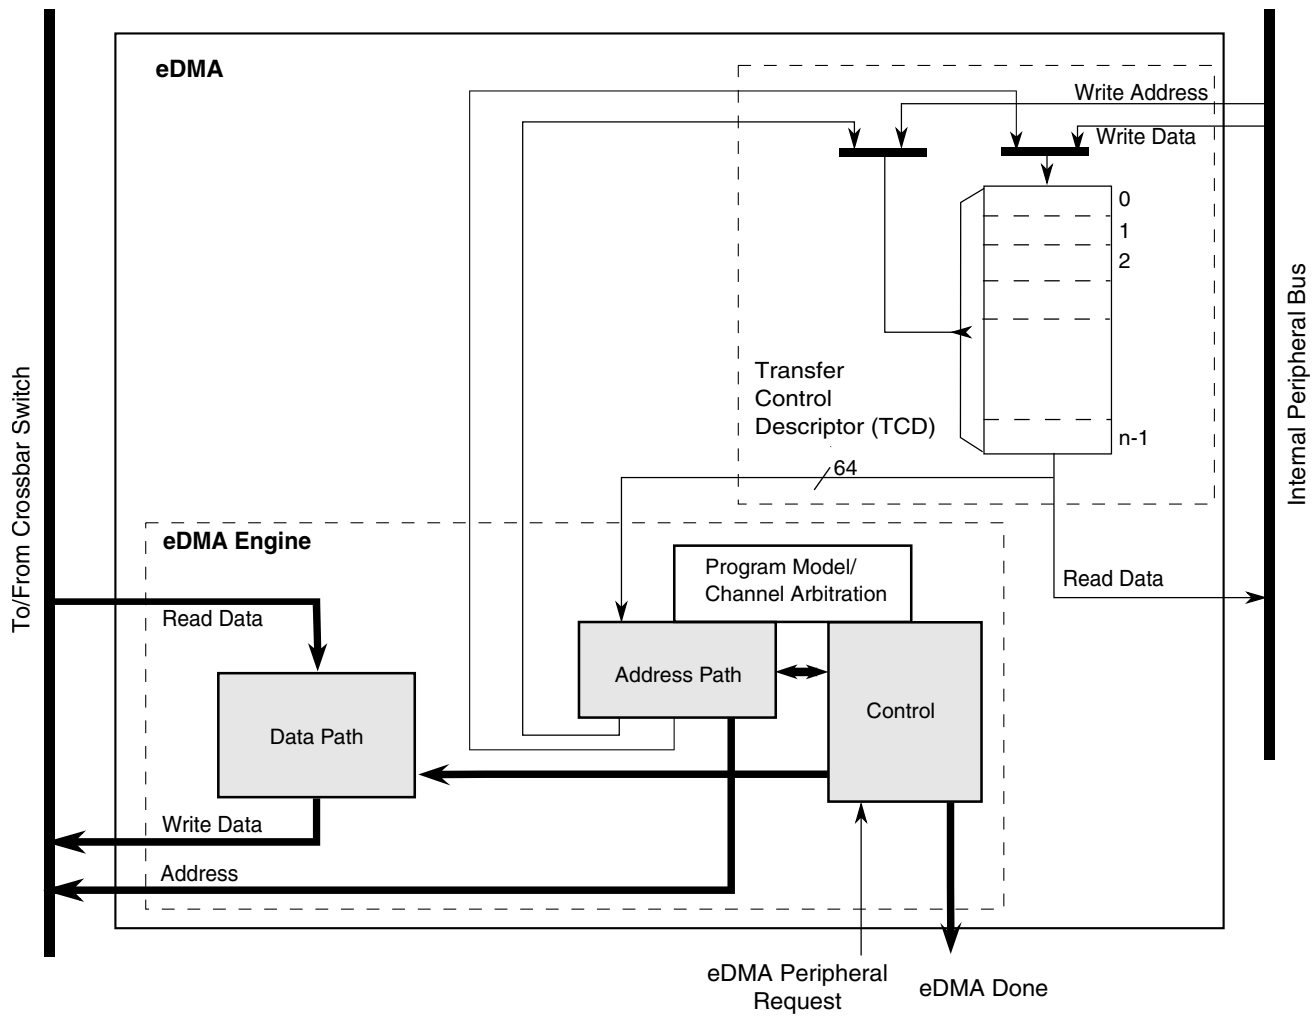 eDMA
Write Address
Write Data
0
1
2
n-1
Transfer
Control
Descriptor (TCD)
64
To/From Crossbar Switch
Internal Peripheral Bus
eDMA Engine
Program Model/
Channel Arbitration
Read Data
Read Data
Address Path
Control
Data Path
Write Data
Address
eDMA Peripheral
Request
eDMA Done